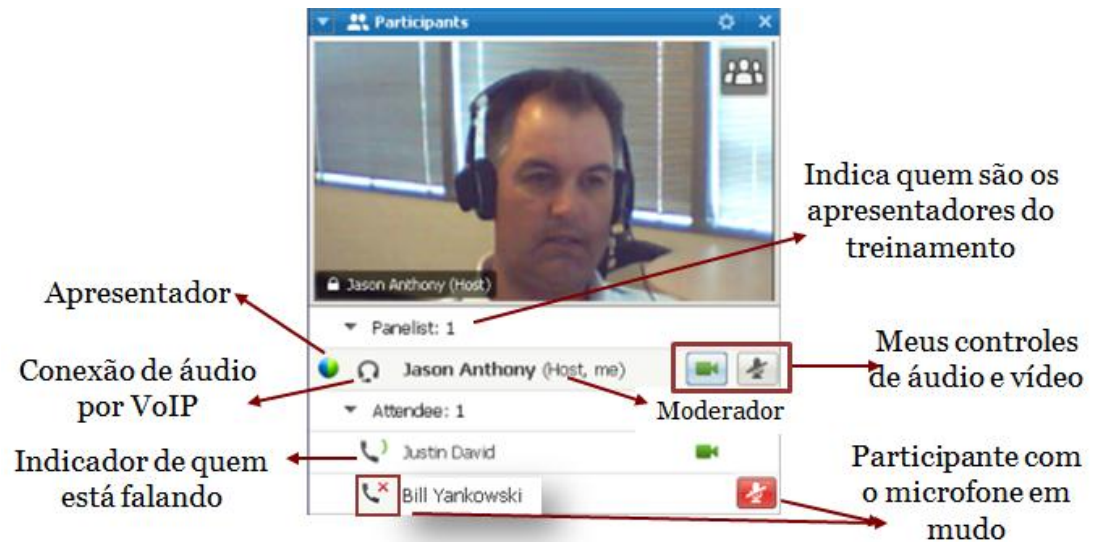 Participants
Indica quem são os
apresentadores do
treinamento
Jason Anthony (Host)
Apresentador
Panelist: 1
Jason Anthony (Host, me)
Meus controles
de áudio e vídeo
Conexão de áudio
por VoIP
Attendee: 1
Moderador
Justin David
Indicador de quem
está falando
Bill Yankowski
Participante com
o microfone em
mudo